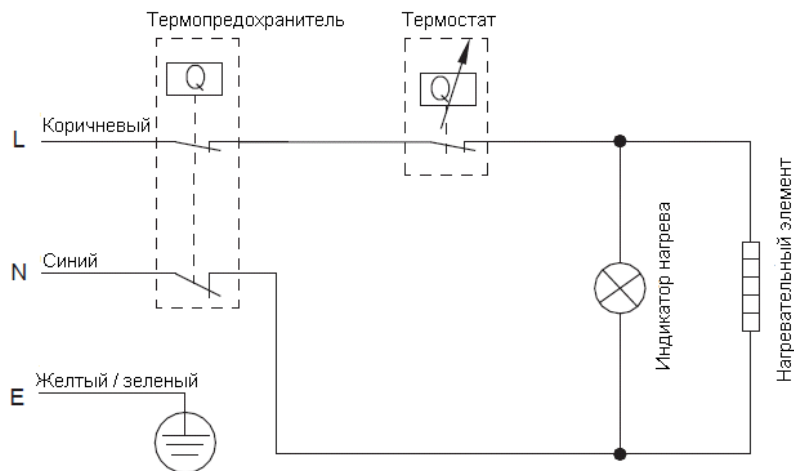 Термопредохранитель
Термостат
Q
Q
L
Коричневый
N
Синий
E
Желтый / зеленый
Индикатор нагрева
Нагревательный элемент